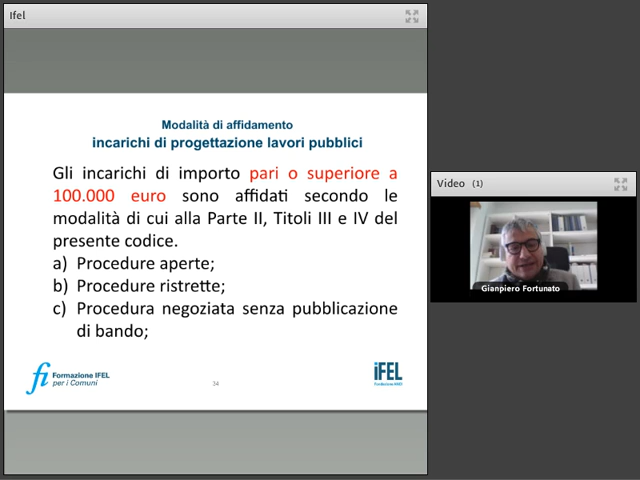 Ifel
Modalità di affidamento
incarichi di progettazione lavori pubblici
Gli incarichi di importo pari o superiore a
100.000 euro sono affidati secondo le
modalità di cui alla Parte II, Titoli III e IV del
presente codice.
a) Procedure aperte;
b) Procedure ristrette;
c) Procedura negoziata senza pubblicazione
di bando;
fi Formazione IFEL
per i Comuni
34
iFEL
Fondazione ANCI
Video (1)
Gianpiero Fortunato